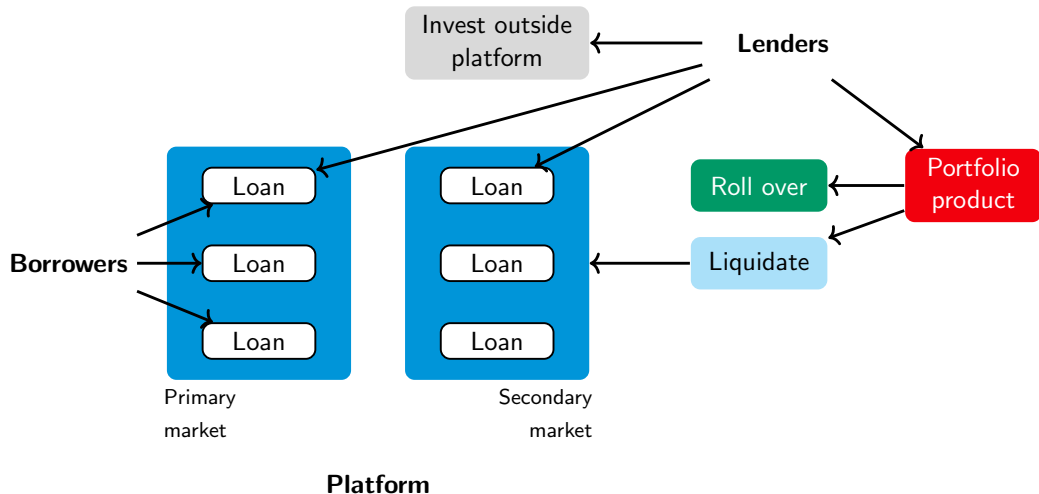 Invest outside
platform
Lenders
Loan
Loan
Roll over
Portfolio
product
Borrowers
Loan
Loan
Liquidate
Loan
Loan
Primary
market
Secondary
market
Platform